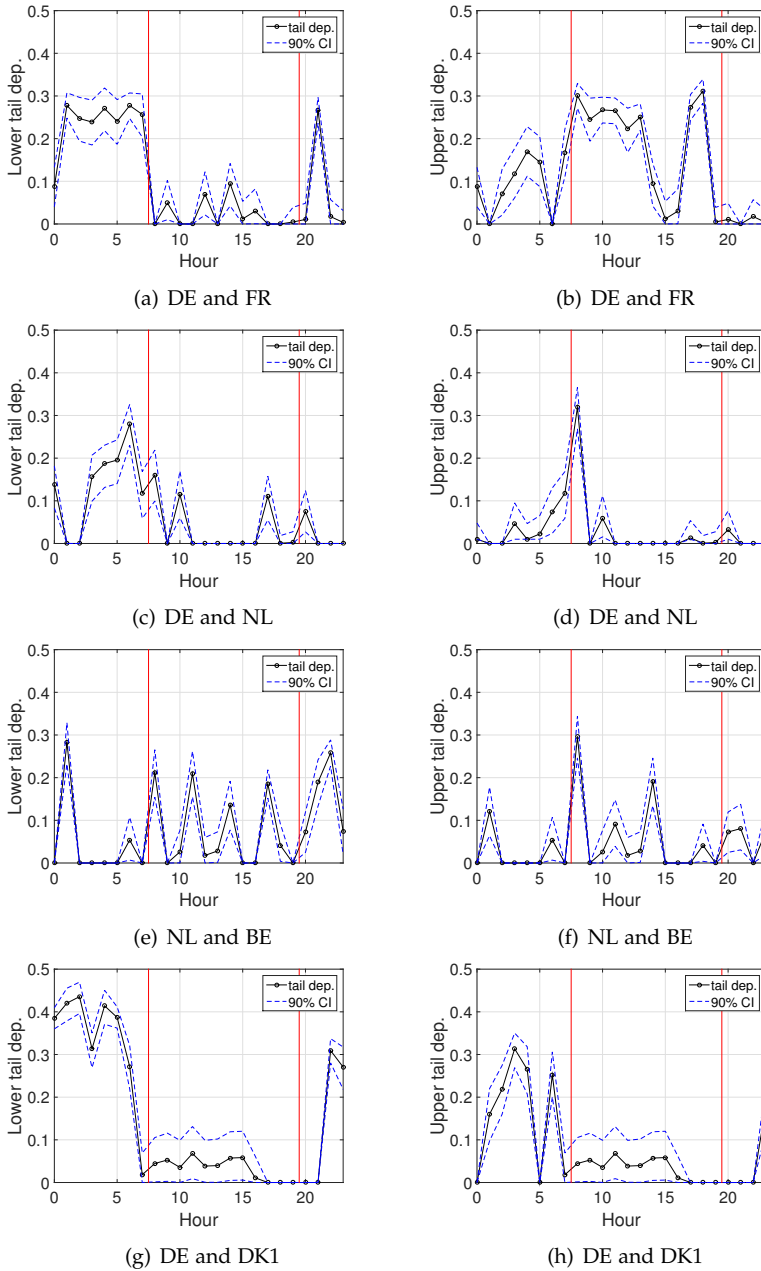 0.5
0.4
0.3
0.2
0.1
0
Lower tail dep.
tail dep.
90% CI
0 5 10 15 20
Hour
(a) DE and FR
0.5
0.4
0.3
0.2
0.1
0
Upper tail dep.
tail dep.
90% CI
0 5 10 15 20
Hour
(b) DE and FR
0.5
0.4
0.3
0.2
0.1
0
Lower tail dep.
tail dep.
90% CI
0 5 10 15 20
Hour
(c) DE and NL
0.5
0.4
0.3
0.2
0.1
0
Upper tail dep.
tail dep.
90% CI
0 5 10 15 20
Hour
(d) DE and NL
0.5
0.4
0.3
0.2
0.1
0
Lower tail dep.
tail dep.
90% CI
0 5 10 15 20
Hour
(e) NL and BE
0.5
0.4
0.3
0.2
0.1
0
Upper tail dep.
tail dep.
90% CI
0 5 10 15 20
Hour
(f) NL and BE
0.5
0.4
0.3
0.2
0.1
0
Lower tail dep.
tail dep.
90% CI
0 5 10 15 20
Hour
(g) DE and DK1
0.5
0.4
0.3
0.2
0.1
0
Upper tail dep.
tail dep.
90% CI
0 5 10 15 20
Hour
(h) DE and DK1